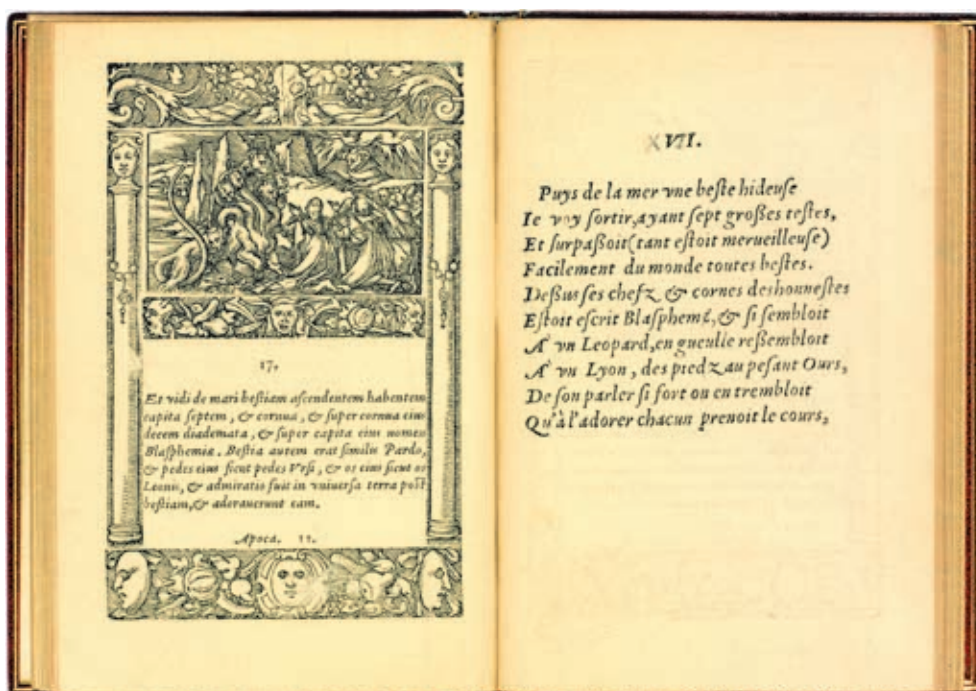 17.
Et vidi de mari bestiam ascendentem habentem
capita septem, & cornua, & super cornua eius
decem diademata, & super capita eius nomen
Blasphemiæ. Bestia autem erat similis Pardo,
& pedes eius sicut pedes Vrsi, & os eius sicut os
Leonis, & admiratio fuit in vniuersa terra post
bestiam, & adorauerunt eam.
Apoca. 11.
XVII.
Puys de la mer vne beſte hideuſe
Ie voy ſortir, ayant ſept groſſes teſtes,
Et ſurpaßoit (tant eſtoit merueilleuſe)
Facilement du monde toutes beſtes.
Deßus ſes chefz & cornes deshonneſtes
Eſtoit eſcrit Blaſphemé, & ſi ſembloit
A' vn Leopard, en gueulle reßembloit
A' vn Lyon, des piedz au peſant Ours,
De ſon parler ſi fort ou en trembloit
Qu'à l'adorer chacun prenoit le cours,